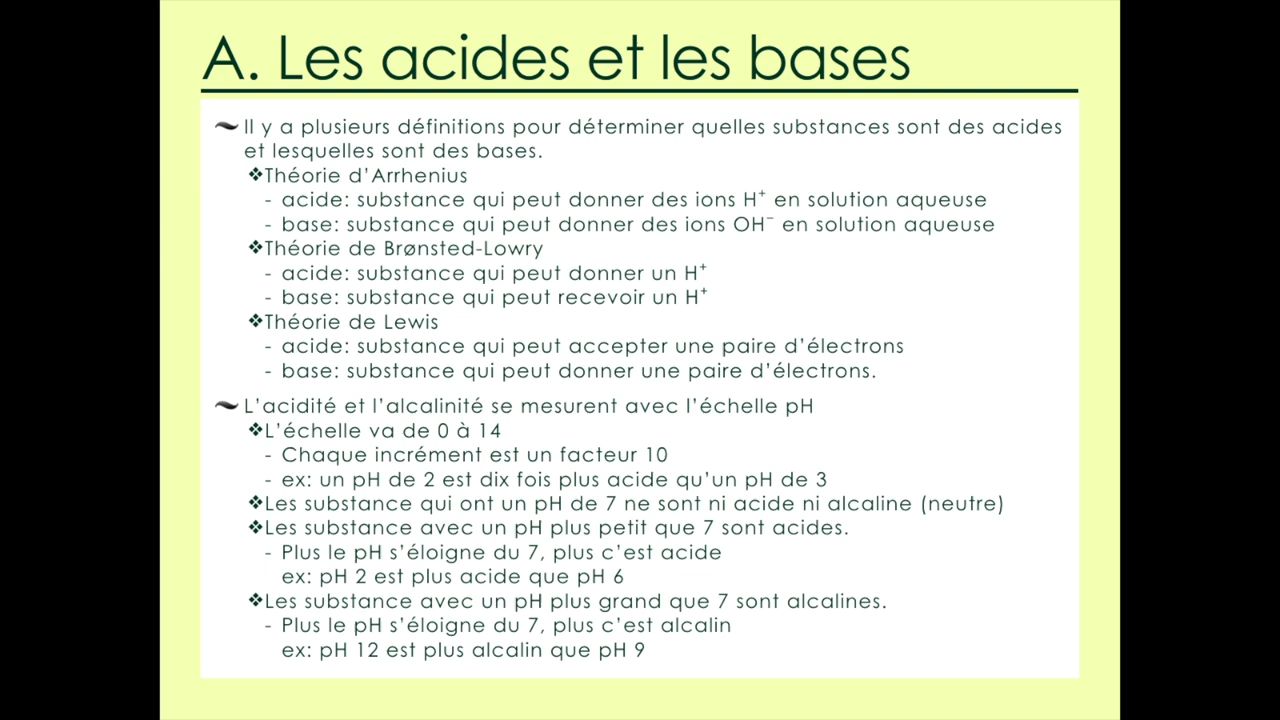 A. Les acides et les bases
Il y a plusieurs définitions pour déterminer quelles substances sont des acides
et lesquelles sont des bases.
❖Théorie d’Arrhenius
- acide: substance qui peut donner des ions H⁺ en solution aqueuse
- base: substance qui peut donner des ions OH⁻ en solution aqueuse
❖Théorie de Brønsted-Lowry
- acide: substance qui peut donner un H⁺
- base: substance qui peut recevoir un H⁺
❖Théorie de Lewis
- acide: substance qui peut accepter une paire d’électrons
- base: substance qui peut donner une paire d’électrons.
L’acidité et l’alcalinité se mesurent avec l’échelle pH
❖L’échelle va de 0 à 14
- Chaque incrément est un facteur 10
- ex: un pH de 2 est dix fois plus acide qu’un pH de 3
❖Les substance qui ont un pH de 7 ne sont ni acide ni alcaline (neutre)
❖Les substance avec un pH plus petit que 7 sont acides.
- Plus le pH s’éloigne du 7, plus c’est acide
ex: pH 2 est plus acide que pH 6
❖Les substance avec un pH plus grand que 7 sont alcalines.
- Plus le pH s’éloigne du 7, plus c’est alcalin
ex: pH 12 est plus alcalin que pH 9